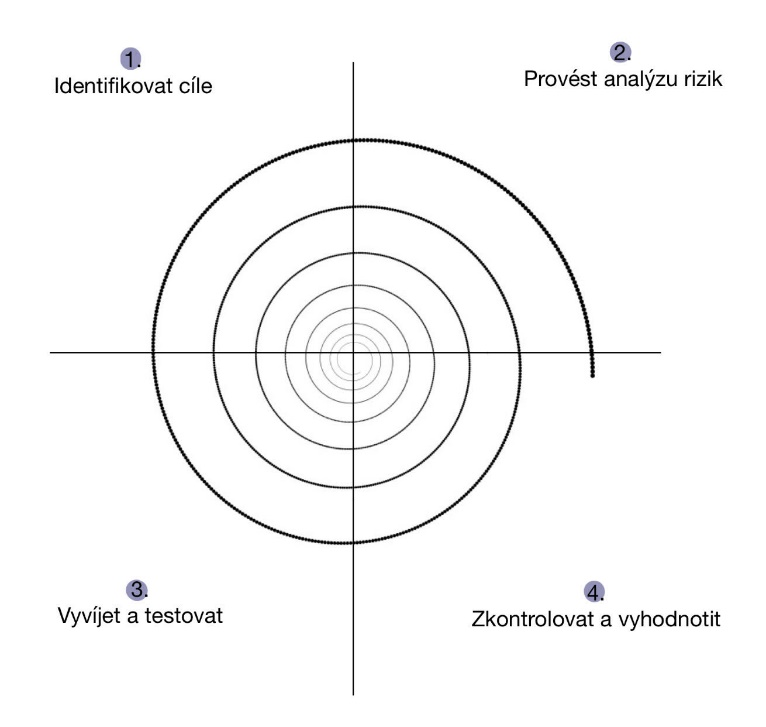 1.
Identifikovat cíle
2.
Provést analýzu rizik
3.
Vyvíjet a testovat
4.
Zkontrolovat a vyhodnotit